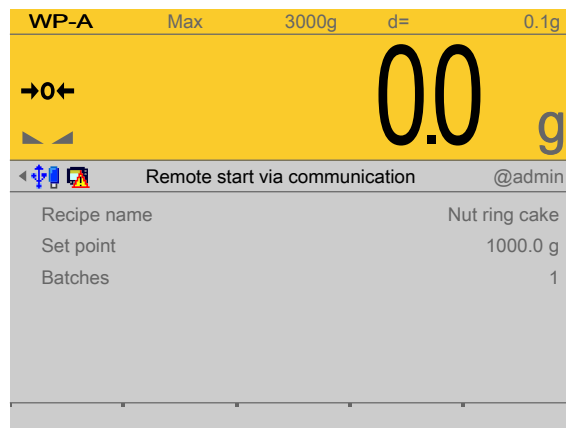 WP-A Max 3000g d= 0.1g
→0←
0.0 g
Remote start via communication @admin
Recipe name Nut ring cake
Set point 1000.0 g
Batches 1